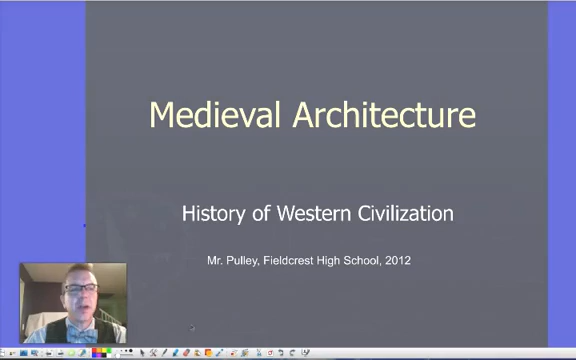 Medieval Architecture
History of Western Civilization
Mr. Pulley, Fieldcrest High School, 2012